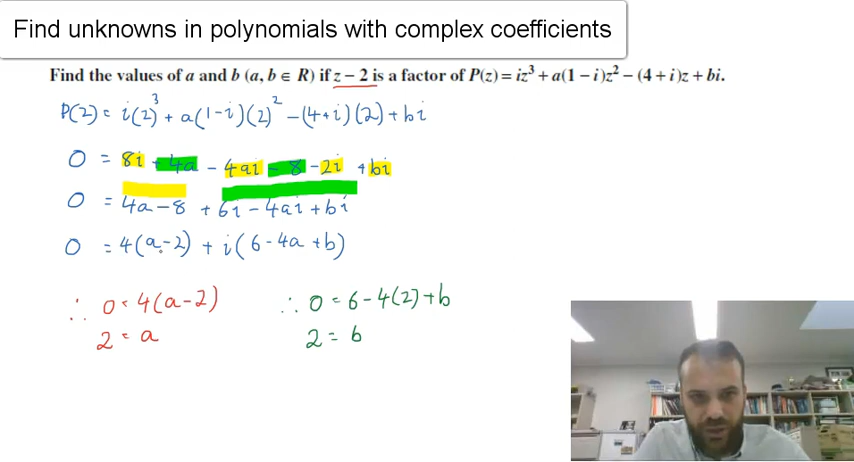 Find unknowns in polynomials with complex coefficients
Find the values of a and b (a, b ∈ R) if z − 2 is a factor of P(z) = iz³ + a(1 − i)z² − (4 + i)z + bi.
P(2) = i(2)³ + a(1-i)(2)² - (4+i)(2) + bi
0 = 8i + 4a - 4ai - 8 - 2i + bi
0 = 4a - 8 + 6i - 4ai + bi
0 = 4(a-2) + i(6-4a+b)
∴ 0 = 4(a-2)
2 = a
∴ 0 = 6-4(2)+b
2 = b